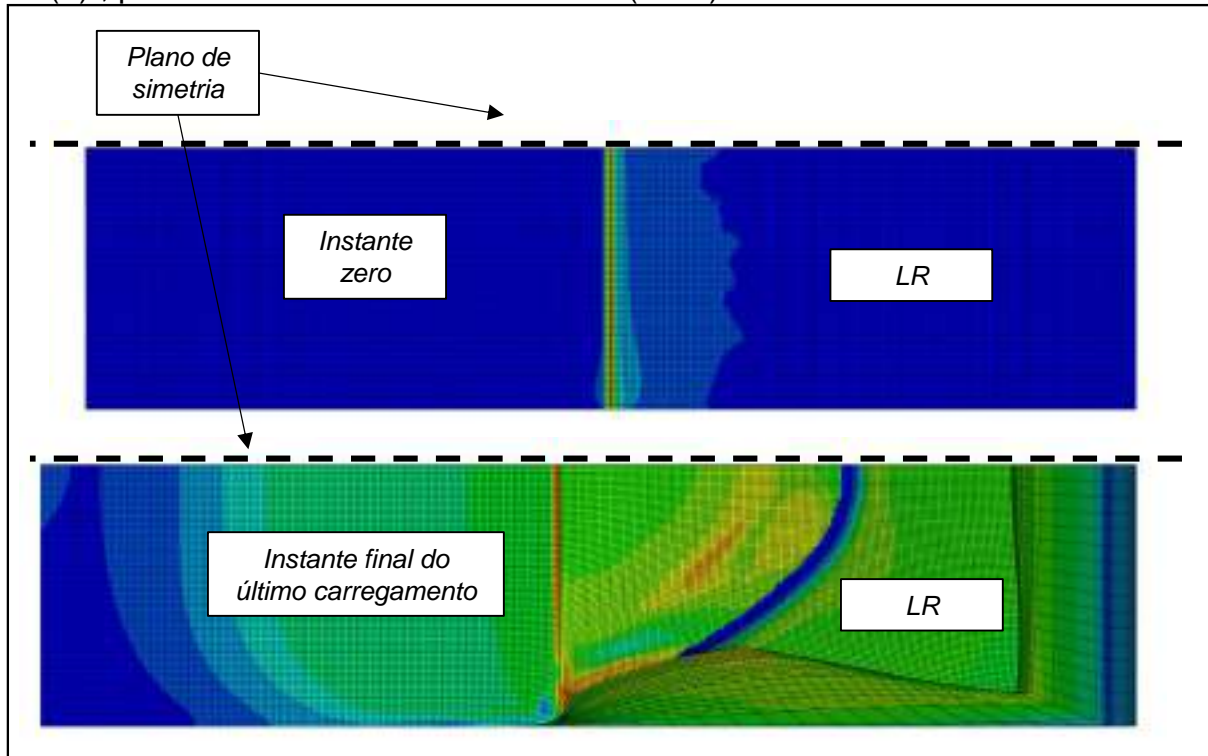 Plano de
simetria
Instante
zero
LR
Instante final do
último carregamento
LR